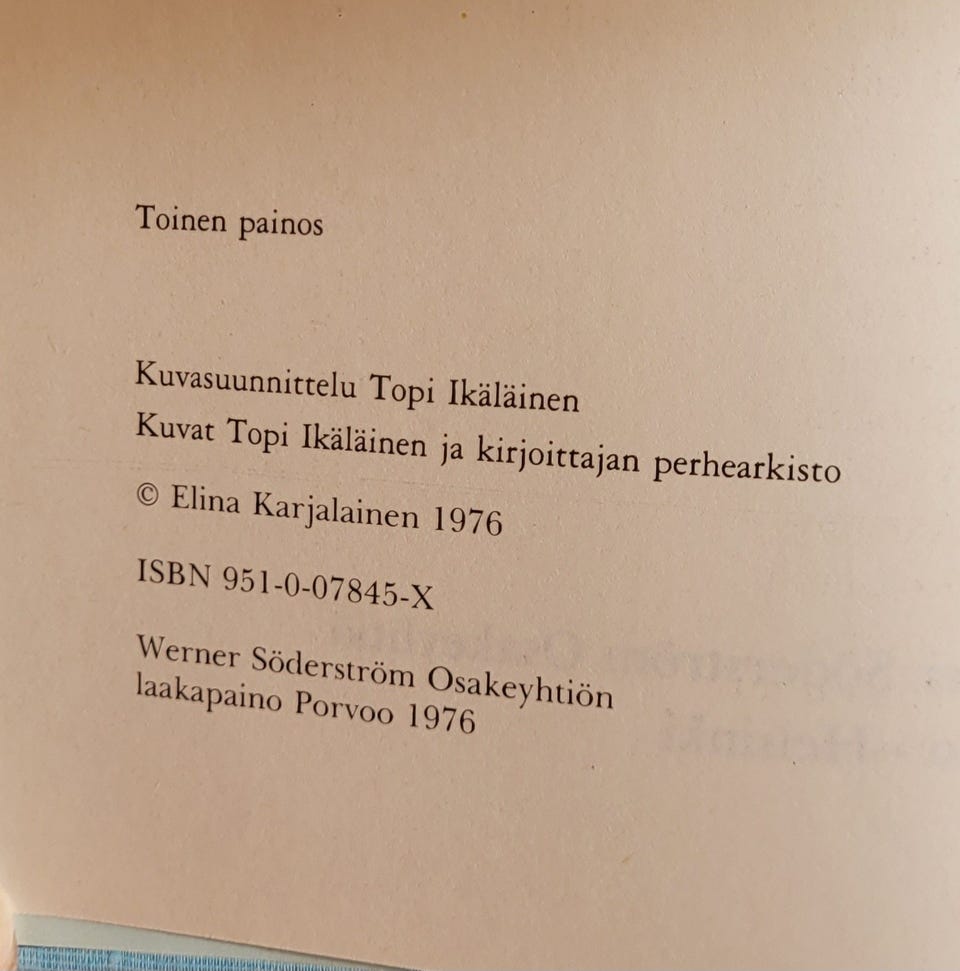 Toinen painos
Kuvasuunnittelu Topi Ikäläinen
Kuvat Topi Ikäläinen ja kirjoittajan perhearkisto
© Elina Karjalainen 1976
ISBN 951-0-07845-X
Werner Söderström Osakeyhtiön
laakapaino Porvoo 1976